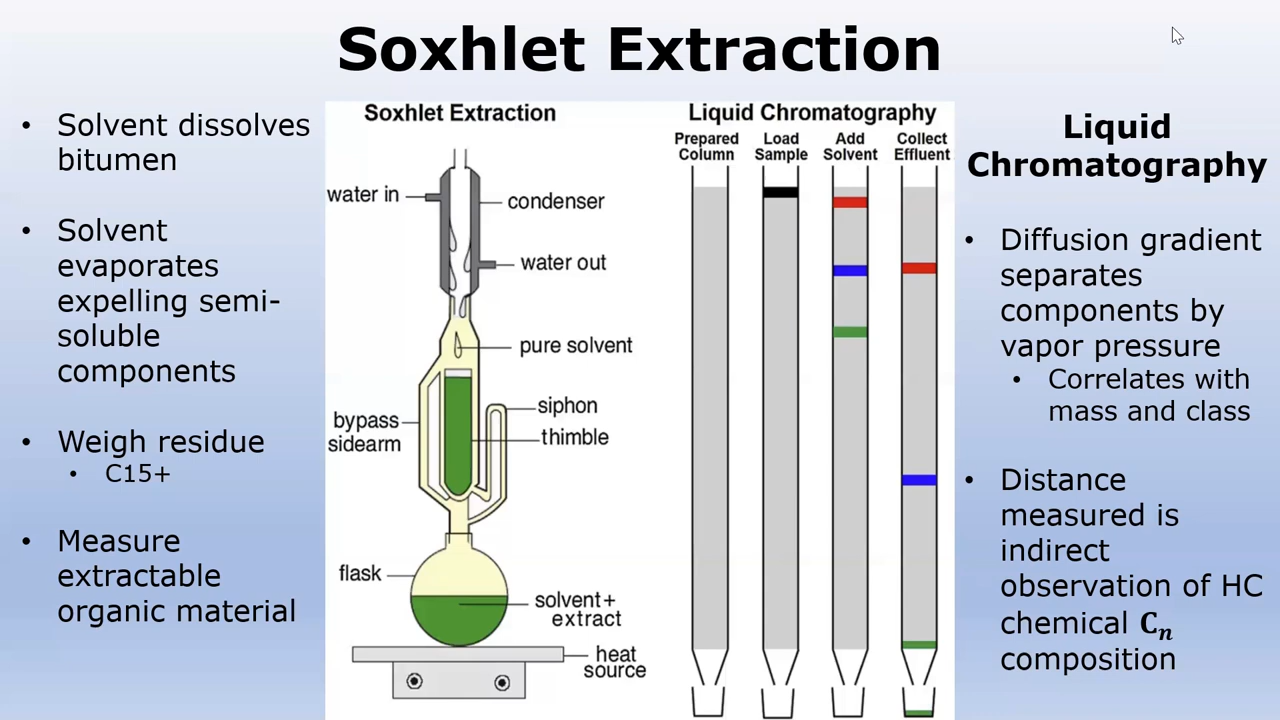 Soxhlet Extraction
• Solvent dissolves
bitumen
• Solvent
evaporates
expelling semi-
soluble
components
• Weigh residue
• C15+
• Measure
extractable
organic material
Soxhlet Extraction
water in
condenser
water out
pure solvent
bypass
sidearm
siphon
thimble
flask
solvent+
extract
heat
source
Liquid Chromatography
Prepared
Column
Load
Sample
Add
Solvent
Collect
Effluent
Liquid
Chromatography
• Diffusion gradient
separates
components by
vapor pressure
• Correlates with
mass and class
• Distance
measured is
indirect
observation of HC
chemical Cₙ
composition